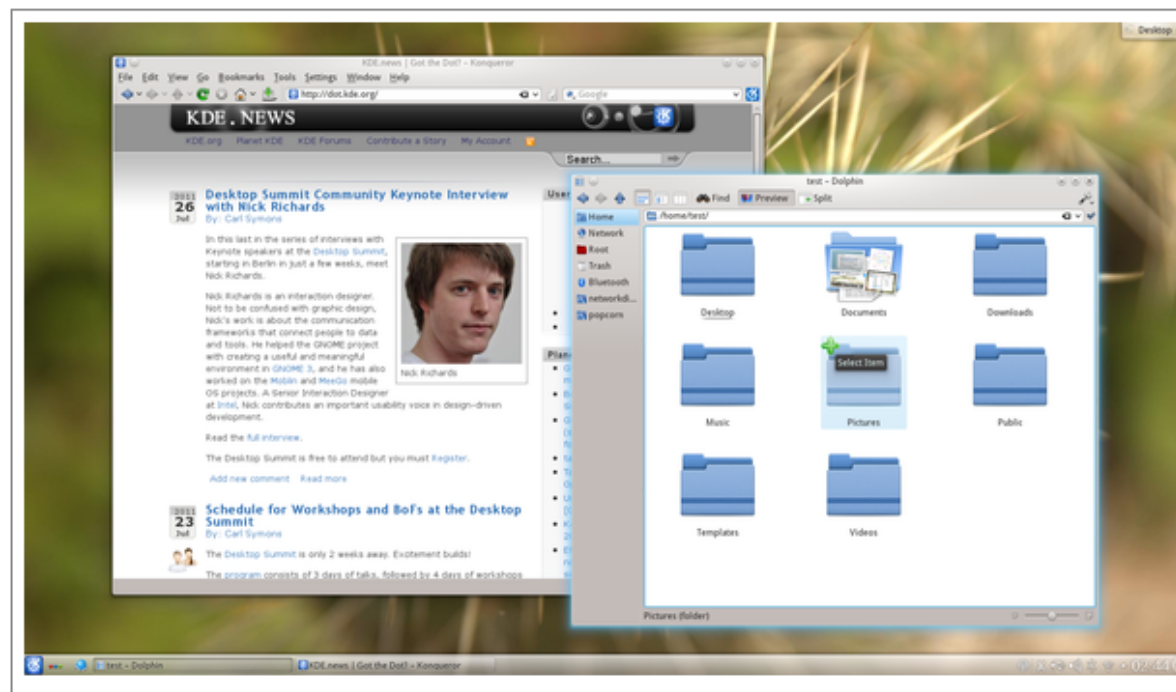 Desktop
KDE.news | Got the Dot! – Konqueror
File Edit View Go Bookmarks Tools Settings Window Help
http://dot.kde.org/
Google
KDE.NEWS
KDE.org Planet KDE KDE Forums Contribute a Story My Account
Search...
2011
26
Jul
Desktop Summit Community Keynote Interview
with Nick Richards
By: Carl Symons
In this last in the series of interviews with
Keynote speakers at the Desktop Summit,
starting in Berlin in just a few weeks, meet
Nick Richards.
Nick Richards is an interaction designer.
Not to be confused with graphic design,
Nick's work is about the communication
frameworks that connect people to data
and tools. He helped the GNOME project
with creating a useful and meaningful
environment in GNOME 3, and he has also
worked on the Moblin and MeeGo mobile
OS projects. A Senior Interaction Designer
at Intel, Nick contributes an important usability voice in design-driven
development.
Nick Richards
Read the full interview.
The Desktop Summit is free to attend but you must Register.
Add new comment Read more
2011
23
Jul
Schedule for Workshops and BoFs at the Desktop
Summit
By: Carl Symons
The Desktop Summit is only 2 weeks away. Excitement builds!
The program consists of 3 days of talks, followed by 4 days of workshops
User
Plan
test – Dolphin
Find Preview Split
/home/test/
Home
Network
Root
Trash
Bluetooth
networkdi...
popcorn
Desktop Documents Downloads
Select Item
Music Pictures Public
Templates Videos
Pictures (folder)
test – Dolphin
KDE.news | Got the Dot? – Konqueror
02:44